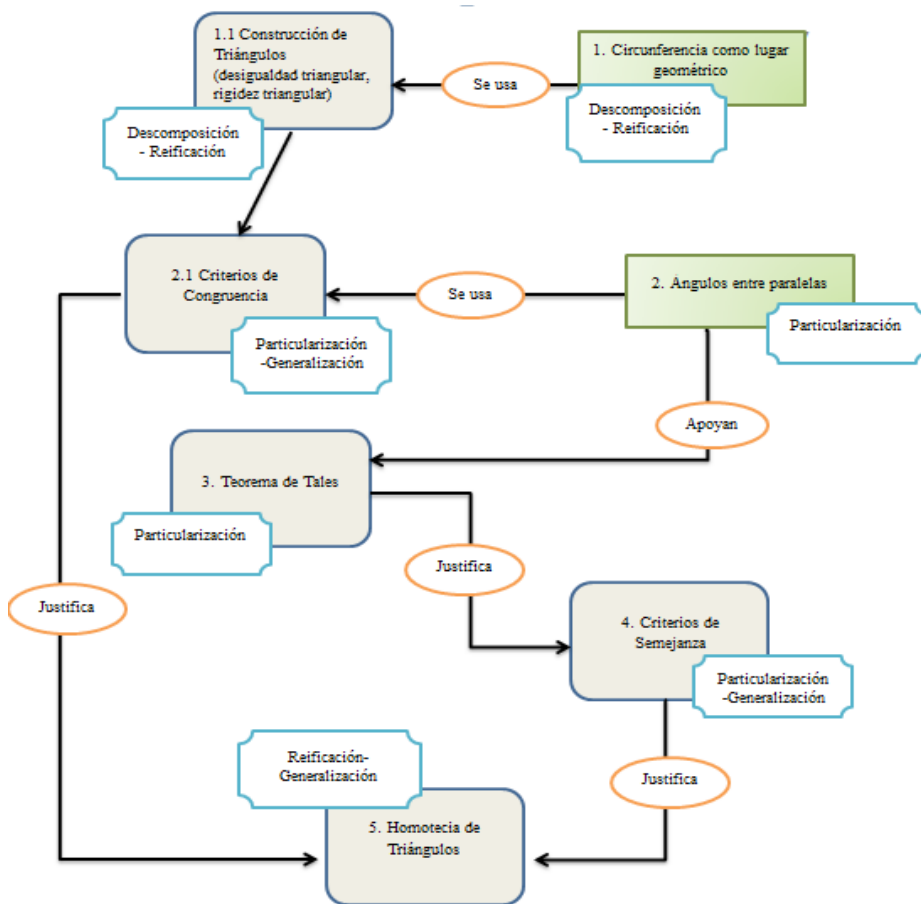 1.1 Construcción de
Triángulos
(desigualdad triangular,
rigidez triangular)
Descomposición
- Reificación
Se usa
1. Circunferencia como lugar
geométrico
Descomposición
- Reificación
2.1 Criterios de
Congruencia
Particularización
-Generalización
Se usa
2. Ángulos entre paralelas
Particularización
Apoyan
3. Teorema de Tales
Particularización
Justifica
Justifica
4. Criterios de
Semejanza
Particularización
-Generalización
Justifica
Reificación-
Generalización
5. Homotecia de
Triángulos